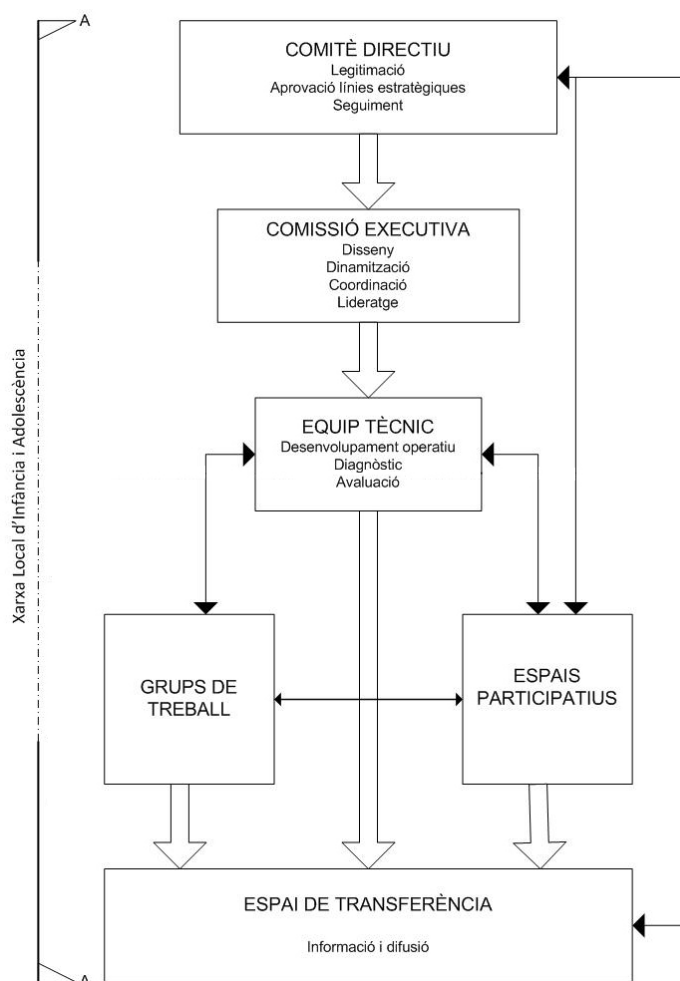 A
COMITÈ DIRECTIU
Legitimació
Aprovació línies estratègiques
Seguiment
COMISSIÓ EXECUTIVA
Disseny
Dinamització
Coordinació
Lideratge
Xarxa Local d'Infància i Adolescència
EQUIP TÈCNIC
Desenvolupament operatiu
Diagnòstic
Avaluació
GRUPS DE
TREBALL
ESPAIS
PARTICIPATIUS
ESPAI DE TRANSFERÈNCIA
Informació i difusió
A